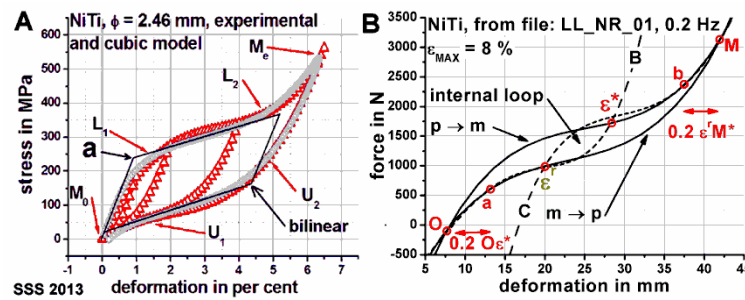 A
NiTi, ϕ = 2.46 mm, experimental
and cubic model
600
500
400
300
200
100
0
stress in MPa
-1 0 1 2 3 4 5 6 7
deformation in per cent
SSS 2013
M₀
a
L₁
L₂
Mₑ
U₁
U₂
bilinear
B
NiTi, from file: LL_NR_01, 0.2 Hz
ε_MAX = 8 %
3500
3000
2500
2000
1500
1000
500
0
-500
force in N
5 10 15 20 25 30 35 40 45
deformation in mm
B
M
b
ε*
internal loop
p → m
0.2 εʳM*
εʳ
a
O
C
m → p
0.2 Oε*